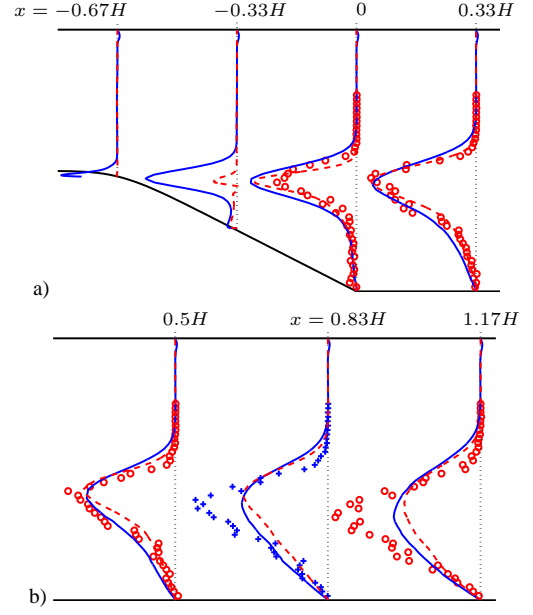 x = −0.67H −0.33H 0 0.33H
a)
0.5H x = 0.83H 1.17H
b)